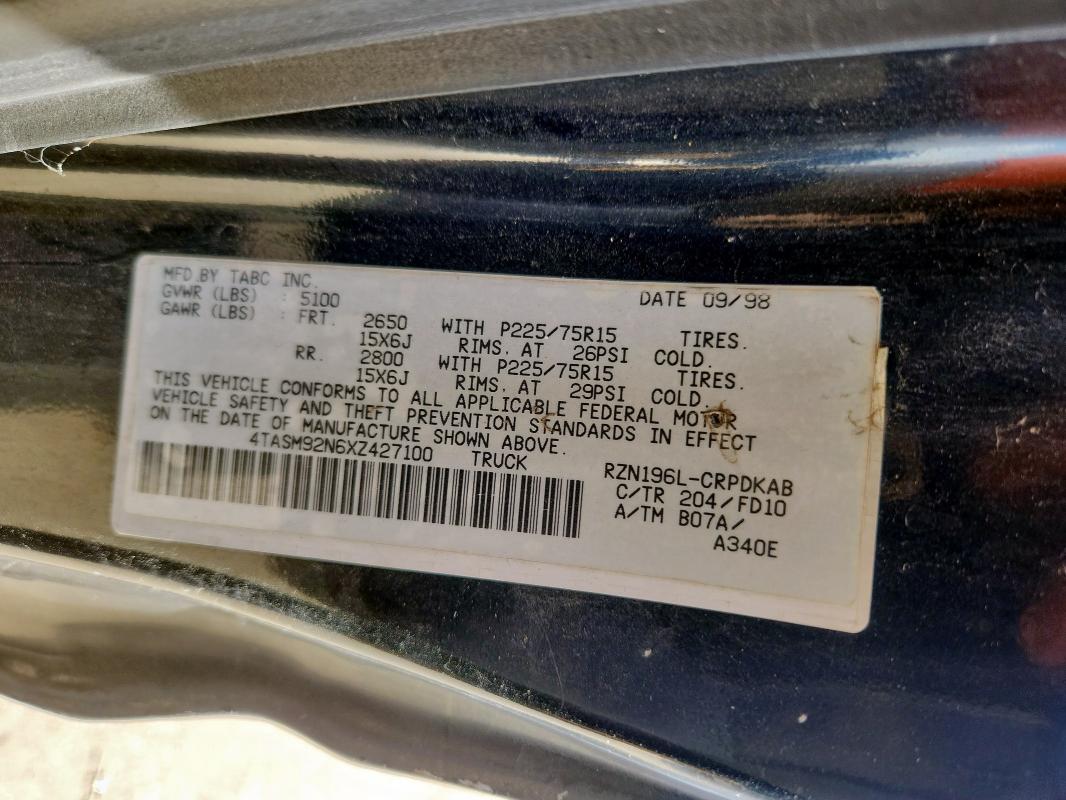 MFD.BY TABC INC. DATE 09/98
GVWR (LBS) : 5100
GAWR (LBS) : FRT. 2650 WITH P225/75R15 TIRES.
15X6J RIMS. AT 26PSI COLD.
RR. 2800 WITH P225/75R15 TIRES.
15X6J RIMS. AT 29PSI COLD.
THIS VEHICLE CONFORMS TO ALL APPLICABLE FEDERAL MOTOR
VEHICLE SAFETY AND THEFT PREVENTION STANDARDS IN EFFECT
ON THE DATE OF MANUFACTURE SHOWN ABOVE.
4TASM92N6XZ427100 TRUCK
RZN196L-CRPDKAB
C/TR 204/FD10
A/TM B07A/
A340E